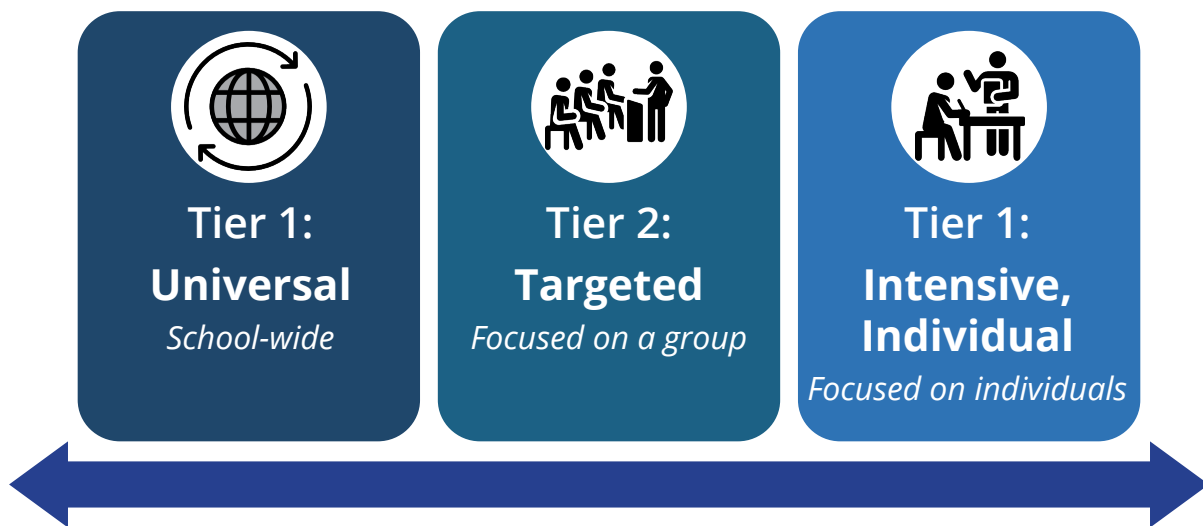 Tier 1:
Universal
School-wide
Tier 2:
Targeted
Focused on a group
Tier 1:
Intensive,
Individual
Focused on individuals